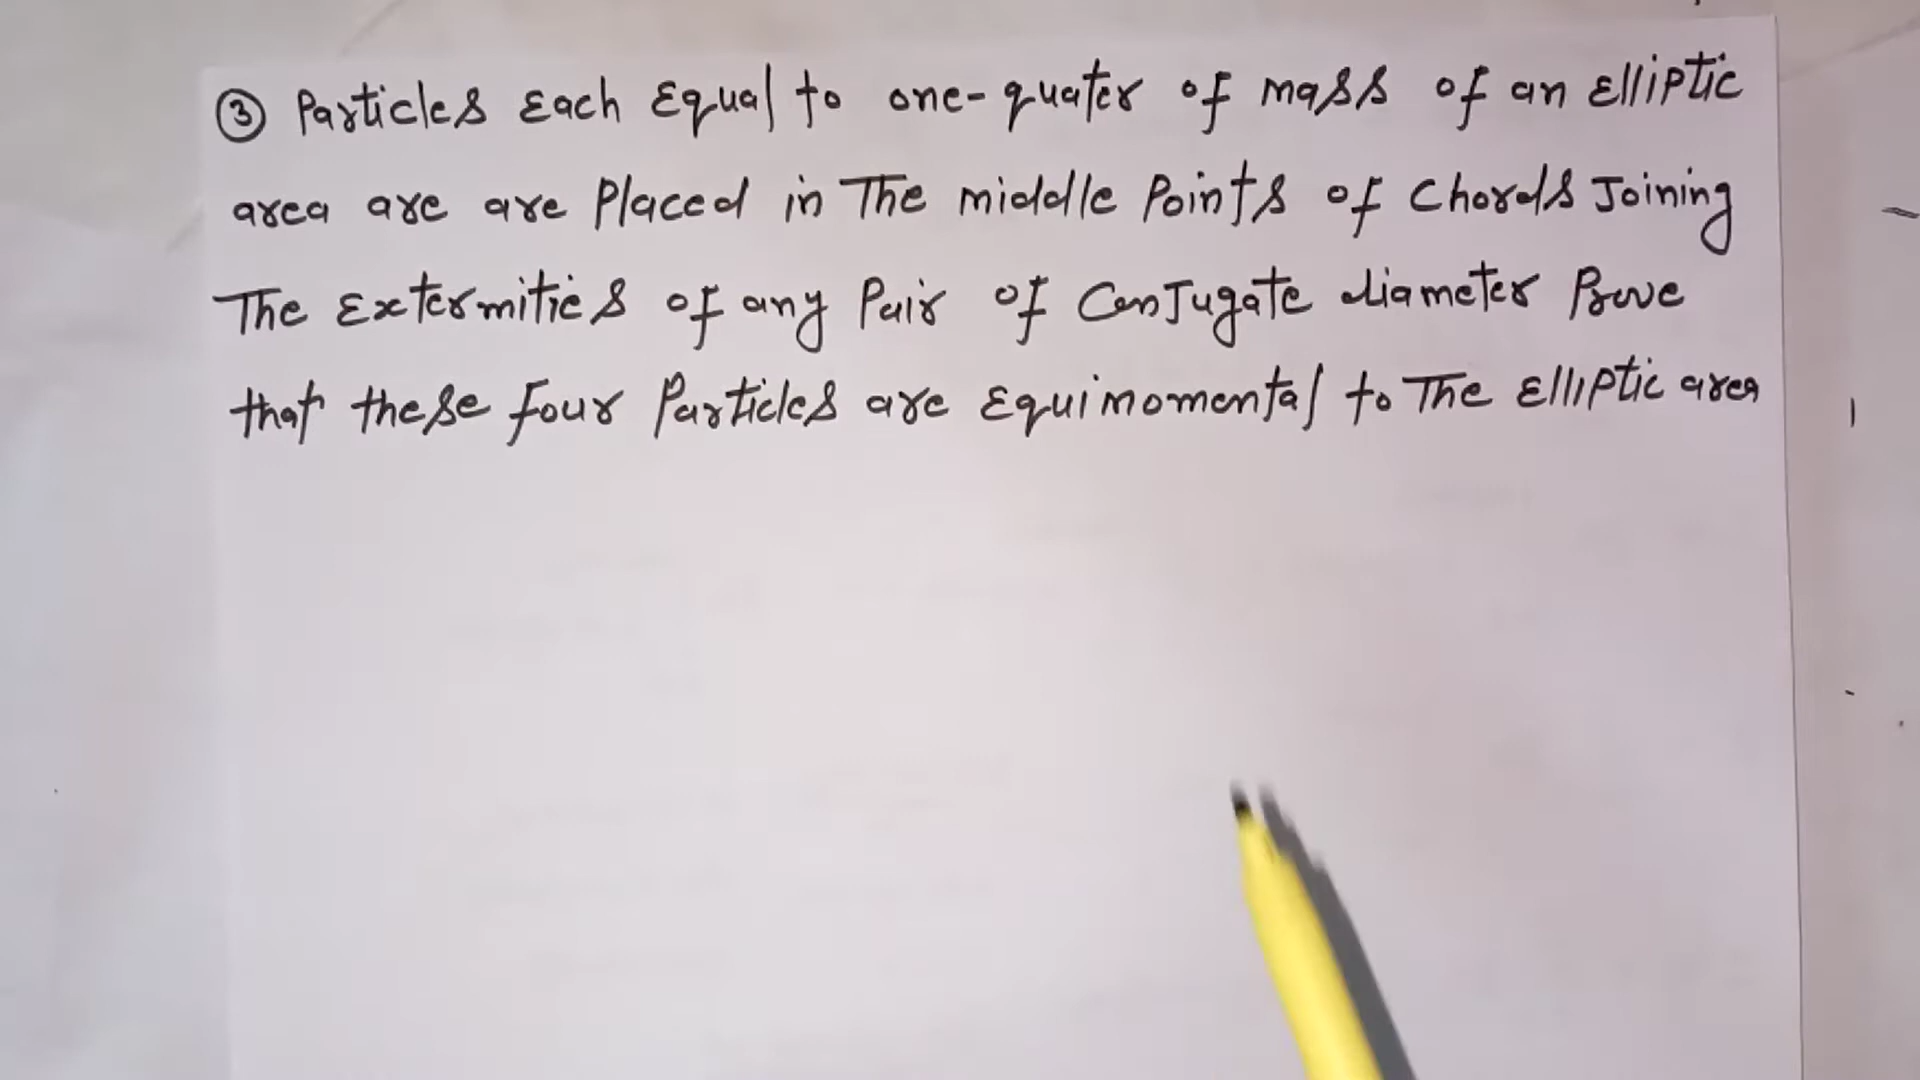 ③ Particles Each Equal to one-quater of mass of an Elliptic
area are are Placed in The middle Points of Chords Joining
The Extermities of any Pair of Conjugate diameter Prove
that these four Particles are Equimomental to The Elliptic area